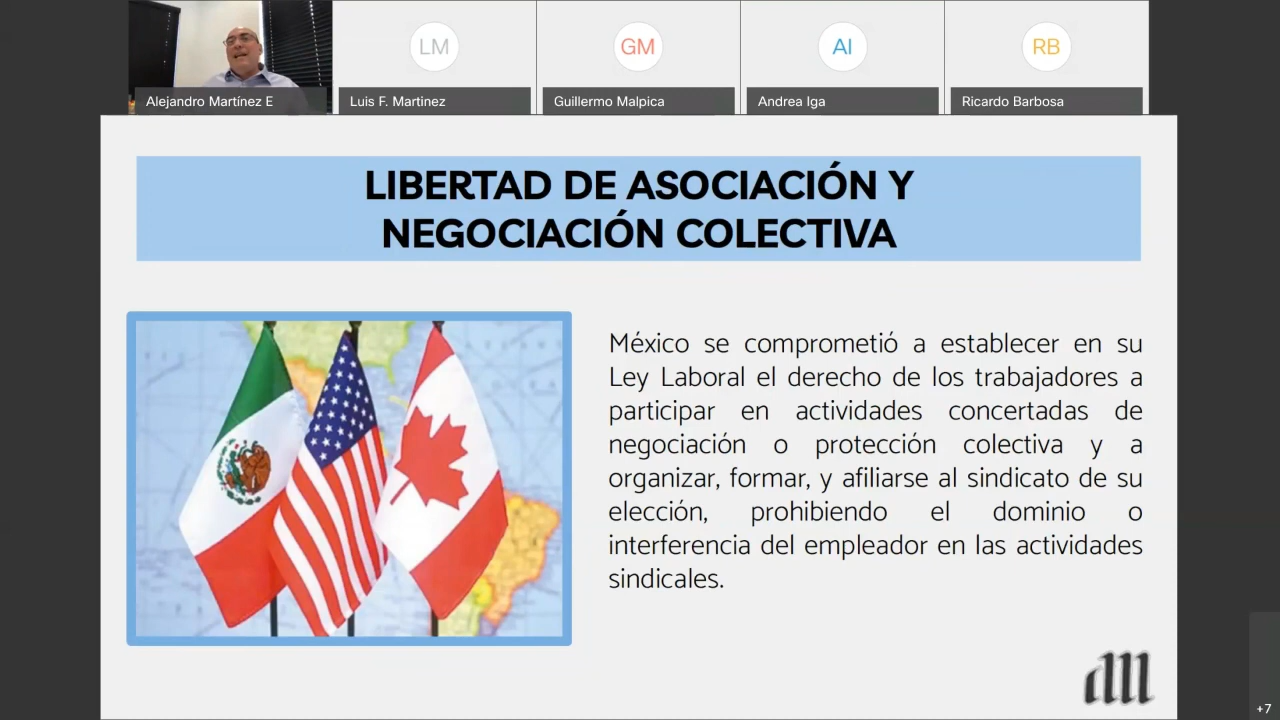 LM
GM
AI
RB
Alejandro Martínez E
Luis F. Martinez
Guillermo Malpica
Andrea Iga
Ricardo Barbosa
LIBERTAD DE ASOCIACIÓN Y
NEGOCIACIÓN COLECTIVA
México se comprometió a establecer en su
Ley Laboral el derecho de los trabajadores a
participar en actividades concertadas de
negociación o protección colectiva y a
organizar, formar, y afiliarse al sindicato de su
elección, prohibiendo el dominio o
interferencia del empleador en las actividades
sindicales.
+7